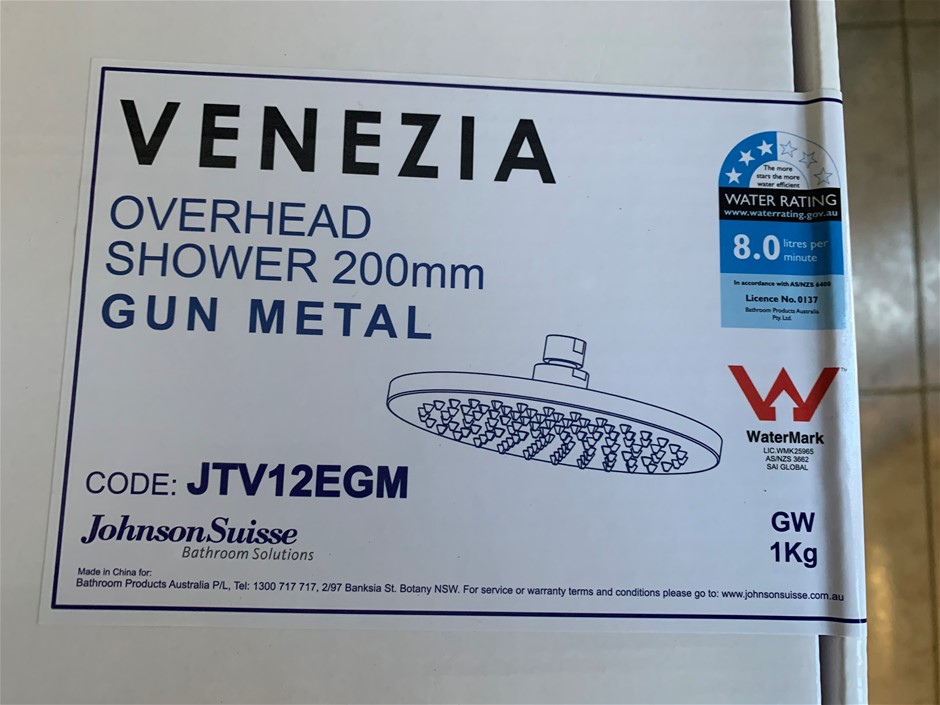 VENEZIA
OVERHEAD
SHOWER 200mm
GUN METAL
CODE: JTV12EGM
JohnsonSuisse
Bathroom Solutions
Made in China for:
Bathroom Products Australia P/L, Tel: 1300 717 717, 2/97 Banksia St. Botany NSW. For service or warranty terms and conditions please go to: www.johnsonsuisse.com.au
The more
stars the more
water efficient
WATER RATING
www.waterrating.gov.au
8.0 litres per
minute
In accordance with AS/NZS 6400
Licence No. 0137
Bathroom Products Australia
Pty Ltd.
W TM
WaterMark
LIC.WMK25965
AS/NZS 3662
SAI GLOBAL
GW
1Kg